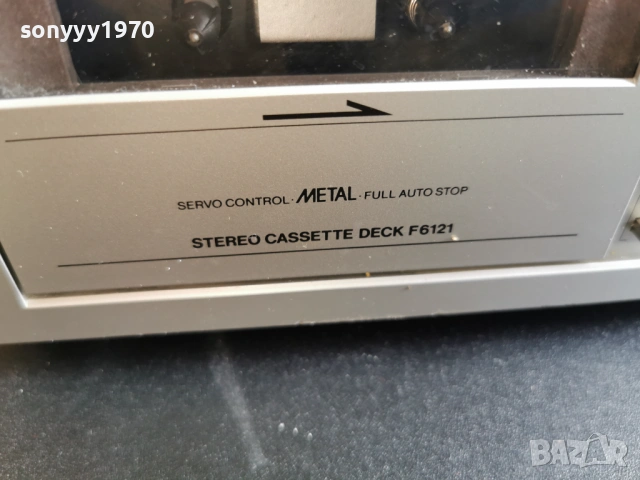 sonyyy1970
SERVO CONTROL · METAL · FULL AUTO STOP
STEREO CASSETTE DECK F6121
BAZAR